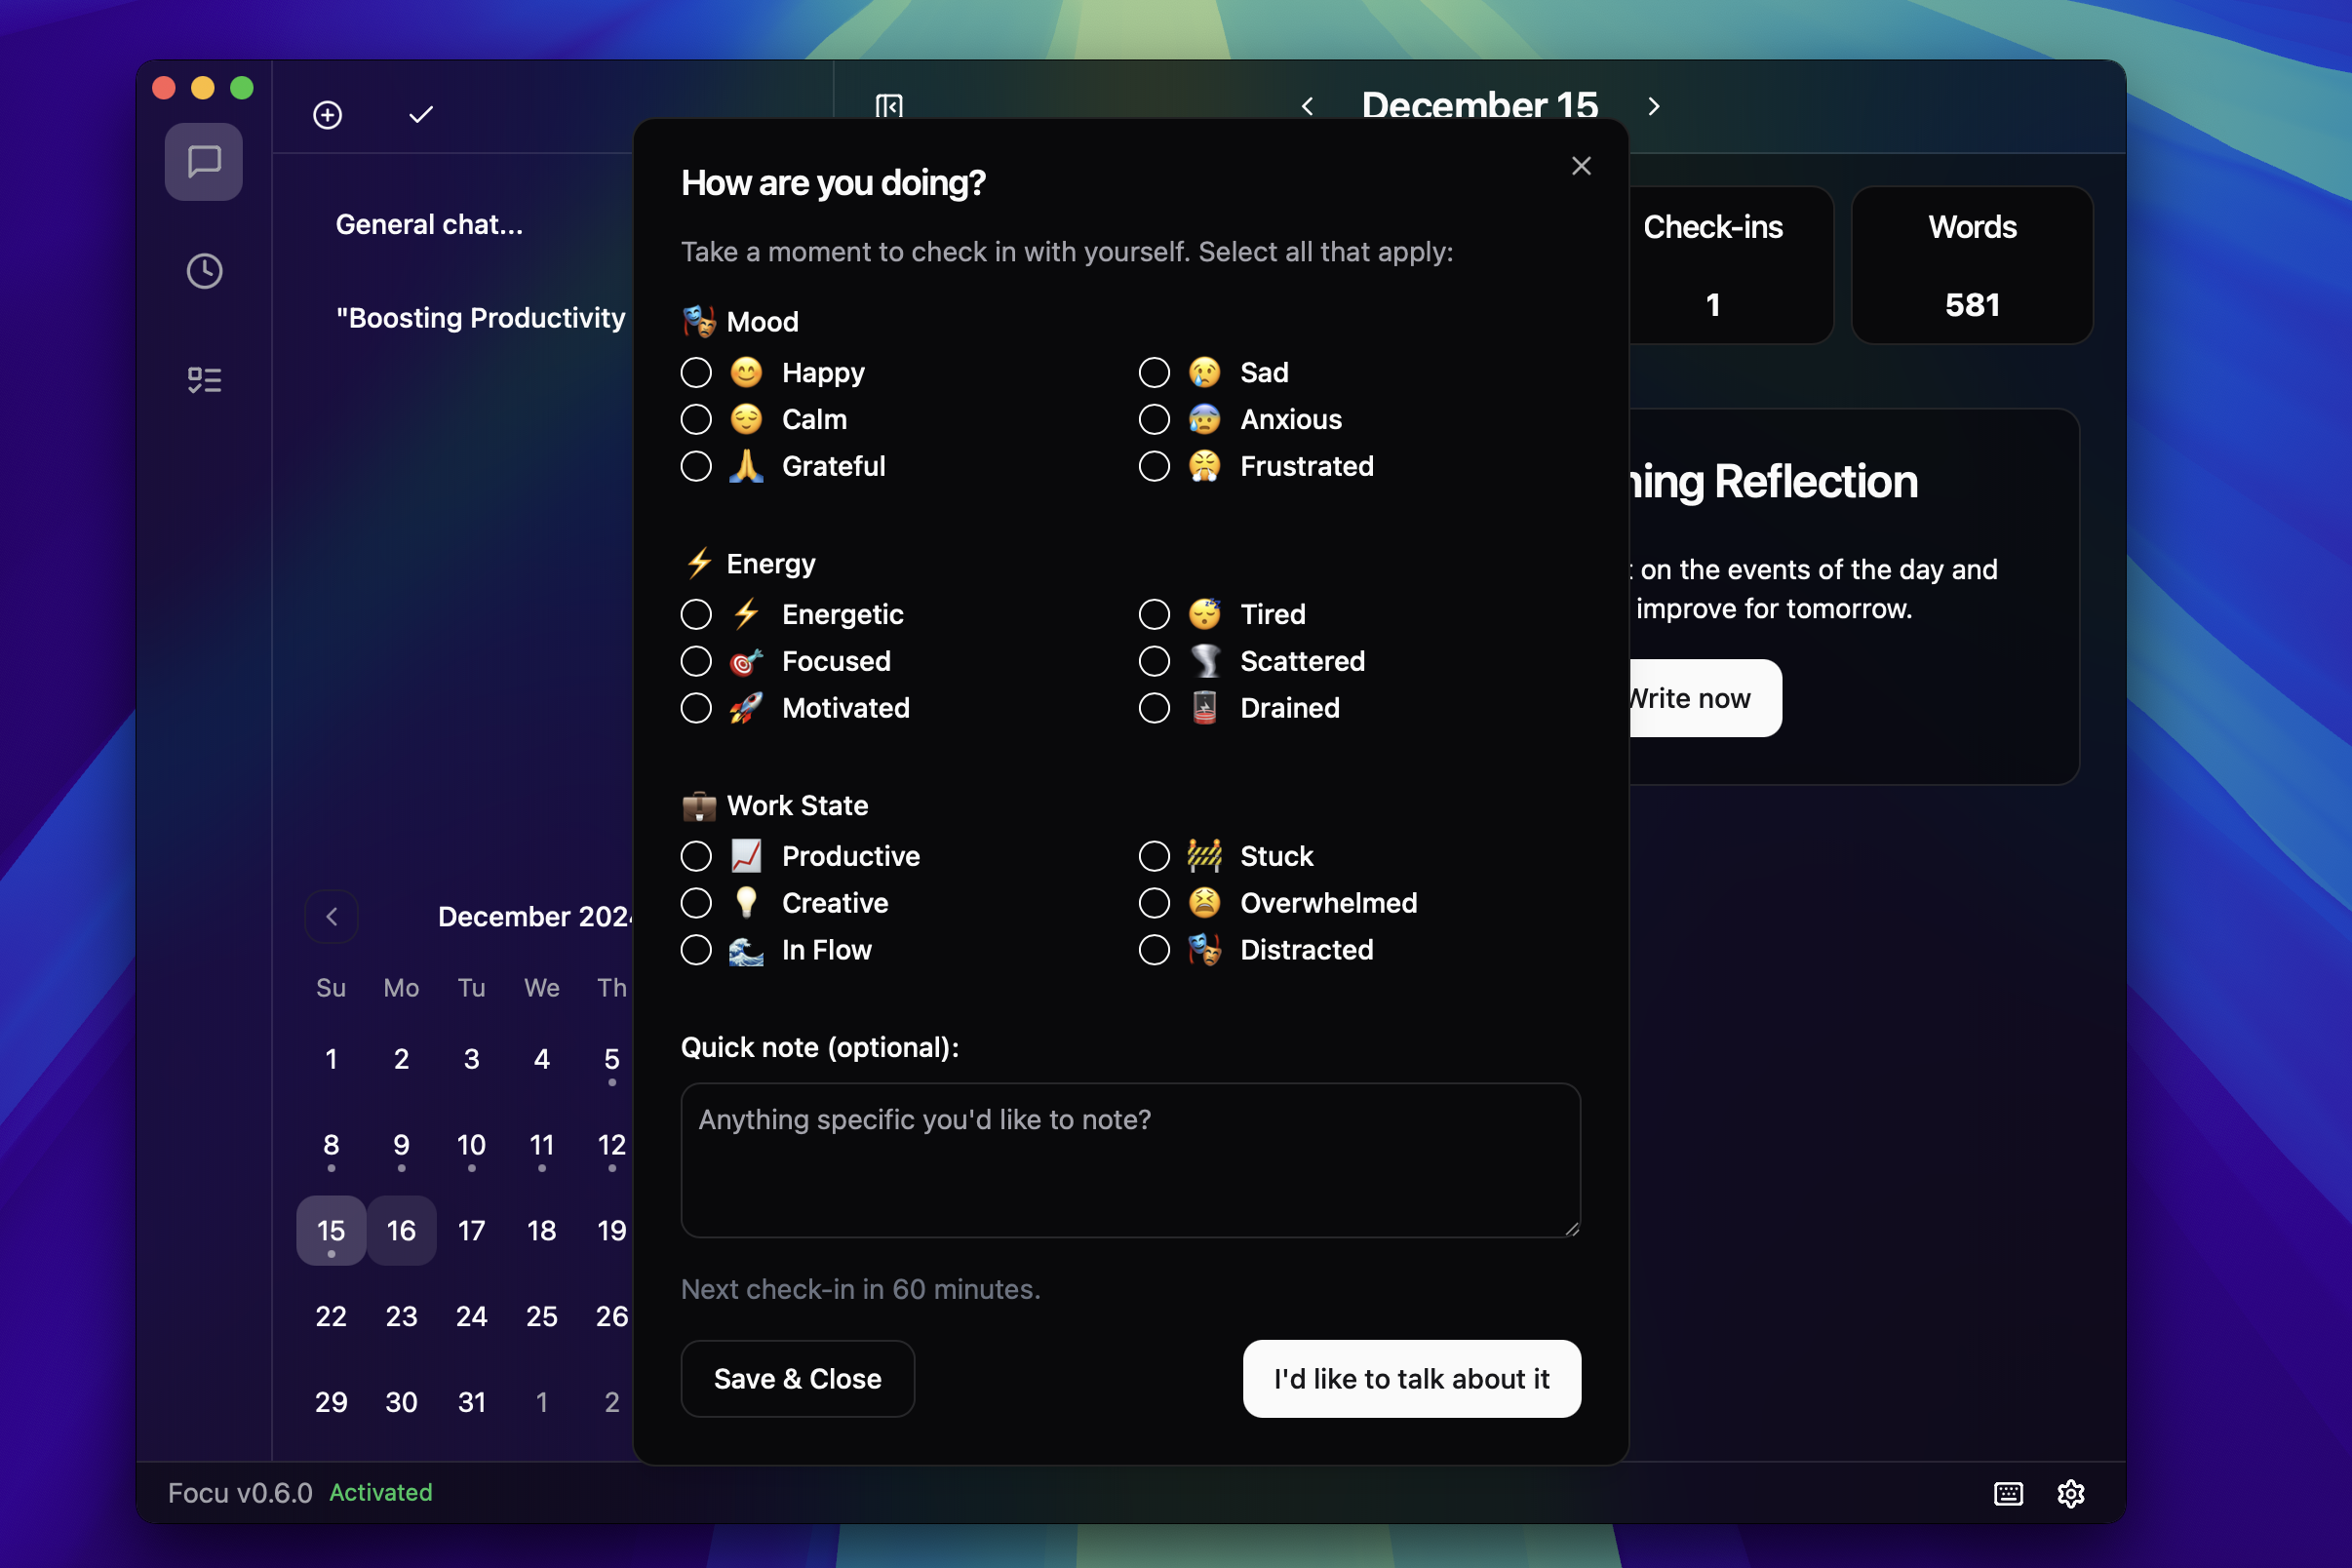 December 15
General chat...
"Boosting Productivity
How are you doing?
Take a moment to check in with yourself. Select all that apply:
🎭 Mood
😊 Happy
😢 Sad
😌 Calm
😰 Anxious
🙏 Grateful
😤 Frustrated
⚡ Energy
⚡ Energetic
😴 Tired
🎯 Focused
🌪️ Scattered
🚀 Motivated
🪫 Drained
💼 Work State
📈 Productive
🚧 Stuck
💡 Creative
😫 Overwhelmed
🌊 In Flow
🎭 Distracted
Quick note (optional):
Anything specific you'd like to note?
Next check-in in 60 minutes.
Save & Close
I'd like to talk about it
Check-ins
1
Words
581
Reflection
on the events of the day and
improve for tomorrow.
Write now
December 2024
Su Mo Tu We Th
1 2 3 4 5
8 9 10 11 12
15 16 17 18 19
22 23 24 25 26
29 30 31 1 2
Focu v0.6.0 Activated